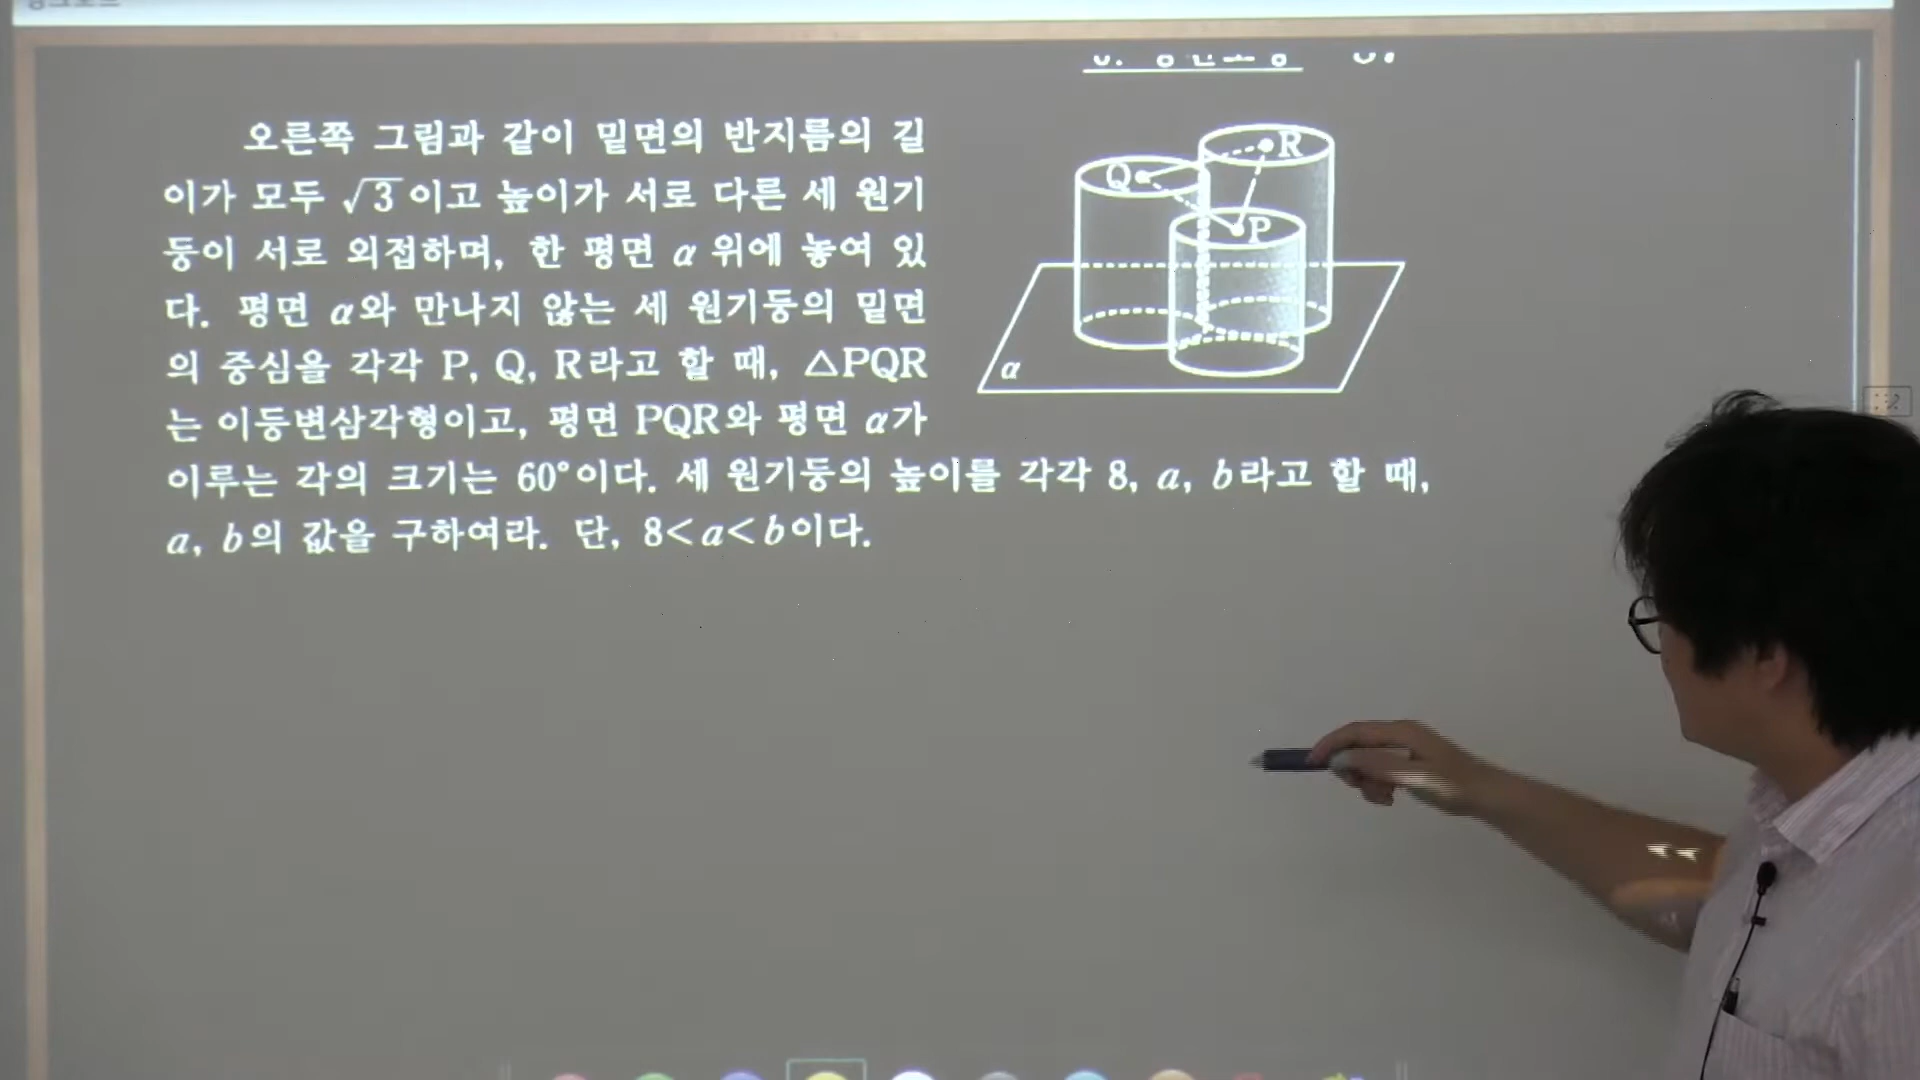 오른쪽 그림과 같이 밑면의 반지름의 길
이가 모두 √3이고 높이가 서로 다른 세 원기
둥이 서로 외접하며, 한 평면 α 위에 놓여 있
다. 평면 α와 만나지 않는 세 원기둥의 밑면
의 중심을 각각 P, Q, R라고 할 때, △PQR
는 이등변삼각형이고, 평면 PQR와 평면 α가
이루는 각의 크기는 60°이다. 세 원기둥의 높이를 각각 8, a, b라고 할 때,
a, b의 값을 구하여라. 단, 8<a<b이다.
R
Q
P
α